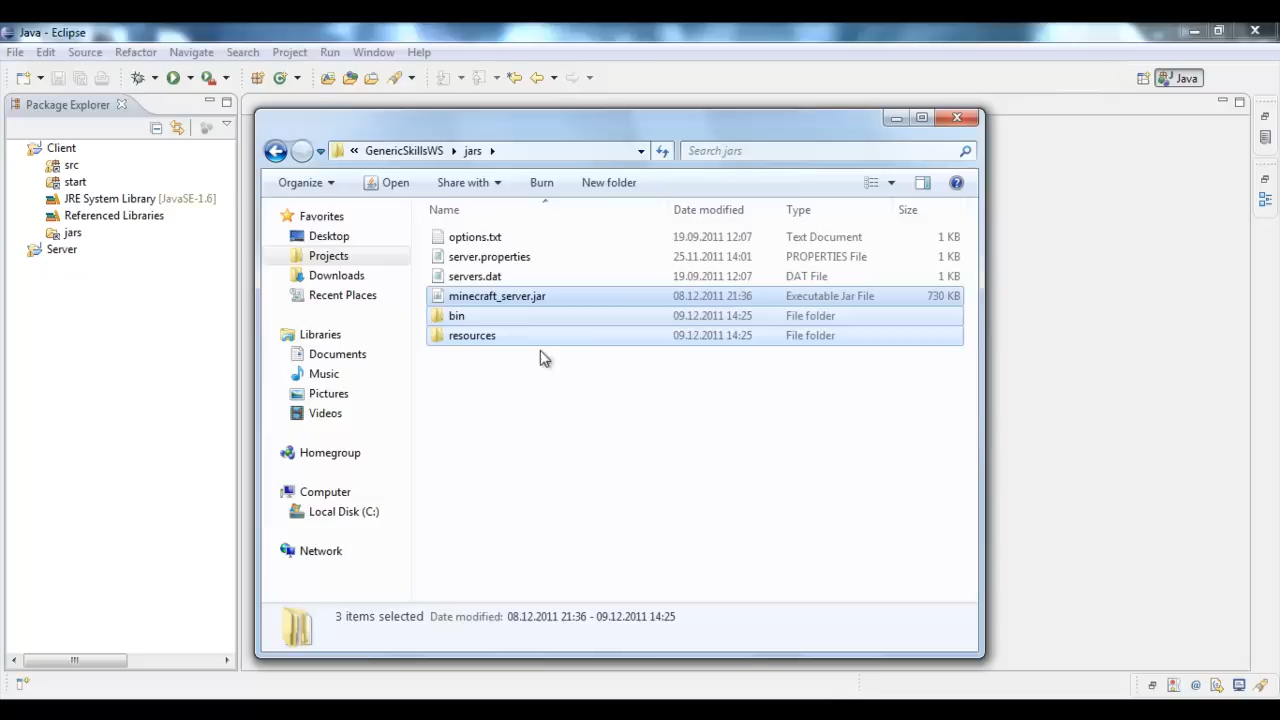 Java - Eclipse
File Edit Source Refactor Navigate Search Project Run Window Help
Java
Package Explorer
Client
src
start
JRE System Library [JavaSE-1.6]
Referenced Libraries
jars
Server
« GenericSkillsWS jars
Search jars
Organize Open Share with Burn New folder
Favorites
Desktop
Projects
Downloads
Recent Places
Libraries
Documents
Music
Pictures
Videos
Homegroup
Computer
Local Disk (C:)
Network
Name Date modified Type Size
options.txt 19.09.2011 12:07 Text Document 1 KB
server.properties 25.11.2011 14:01 PROPERTIES File 1 KB
servers.dat 19.09.2011 12:07 DAT File 1 KB
minecraft_server.jar 08.12.2011 21:36 Executable Jar File 730 KB
bin 09.12.2011 14:25 File folder
resources 09.12.2011 14:25 File folder
3 items selected Date modified: 08.12.2011 21:36 - 09.12.2011 14:25